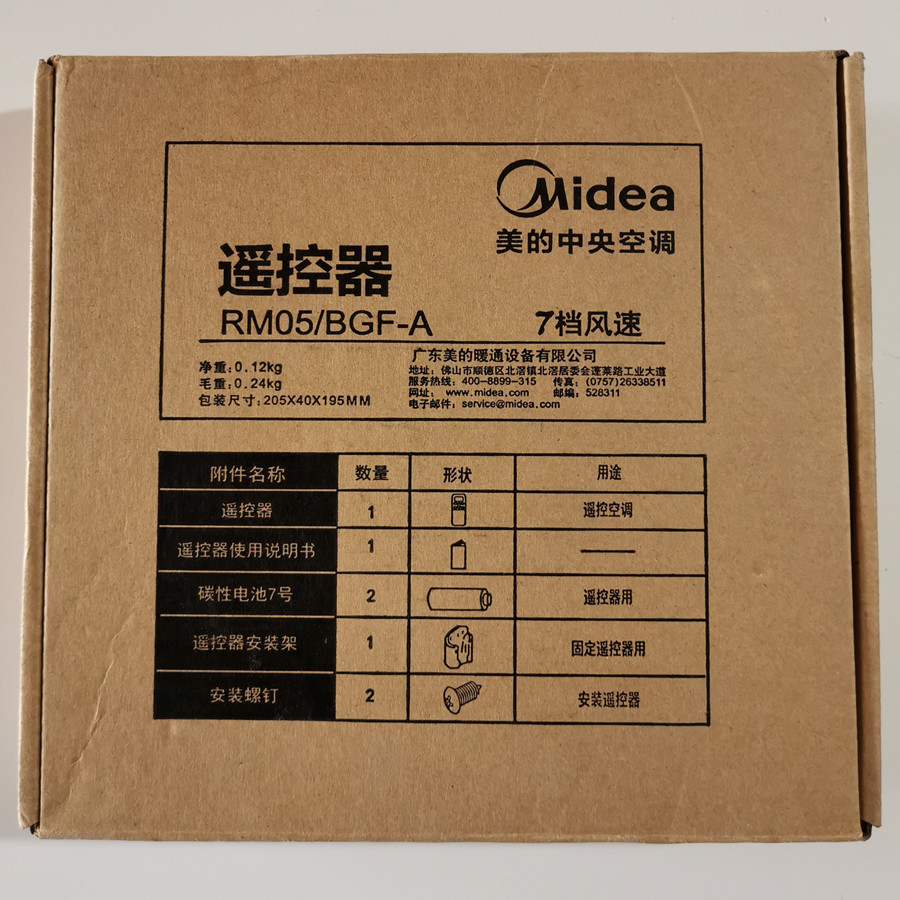 Midea
美的中央空调
遥控器
RM05/BGF-A 7档风速
净重:0.12kg
毛重:0.24kg
包装尺寸:205X40X195MM
广东美的暖通设备有限公司
地址:佛山市顺德区北滘镇北滘居委会蓬莱路工业大道
服务热线:400-8899-315 传真:(0757)26338511
网址:www.midea.com 邮编:528311
电子邮件:service@midea.com
附件名称 数量 形状 用途
遥控器 1 遥控空调
遥控器使用说明书 1 ——
碳性电池7号 2 遥控器用
遥控器安装架 1 固定遥控器用
安装螺钉 2 安装遥控器